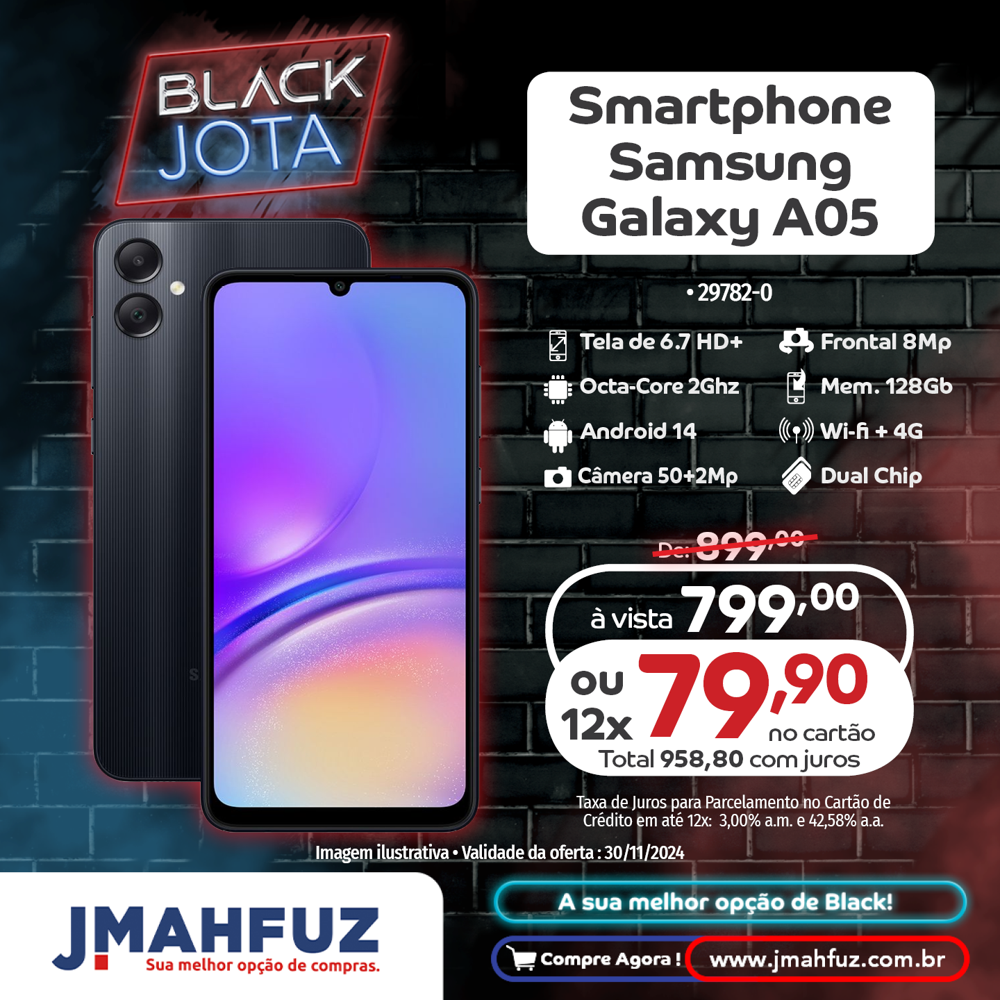 BLACK
JOTA
Smartphone
Samsung
Galaxy A05
• 29782-0
Tela de 6.7 HD+
Frontal 8Mp
Octa-Core 2Ghz
Mem. 128Gb
Android 14
Wi-fi + 4G
Câmera 50+2Mp
Dual Chip
De: 899,00
à vista 799,00
ou
12x 79,90
no cartão
Total 958,80 com juros
Taxa de Juros para Parcelamento no Cartão de
Crédito em até 12x: 3,00% a.m. e 42,58% a.a.
Imagem ilustrativa • Validade da oferta : 30/11/2024
JMAHFUZ
Sua melhor opção de compras.
A sua melhor opção de Black!
Compre Agora !
www.jmahfuz.com.br